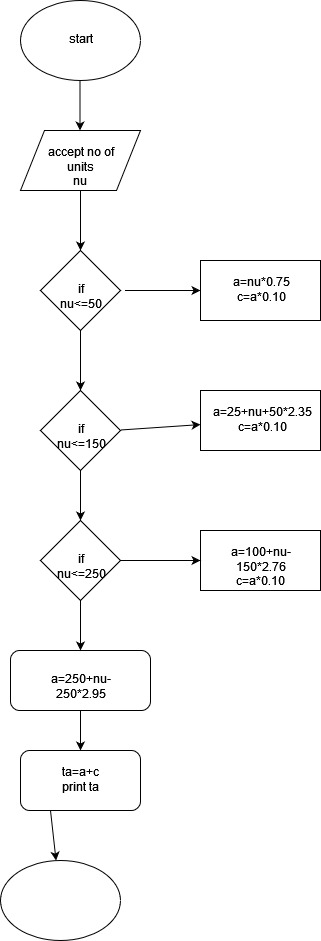 start
accept no of
units
nu
if
nu<=50
a=nu*0.75
c=a*0.10
if
nu<=150
a=25+nu+50*2.35
c=a*0.10
if
nu<=250
a=100+nu-
150*2.76
c=a*0.10
a=250+nu-
250*2.95
ta=a+c
print ta